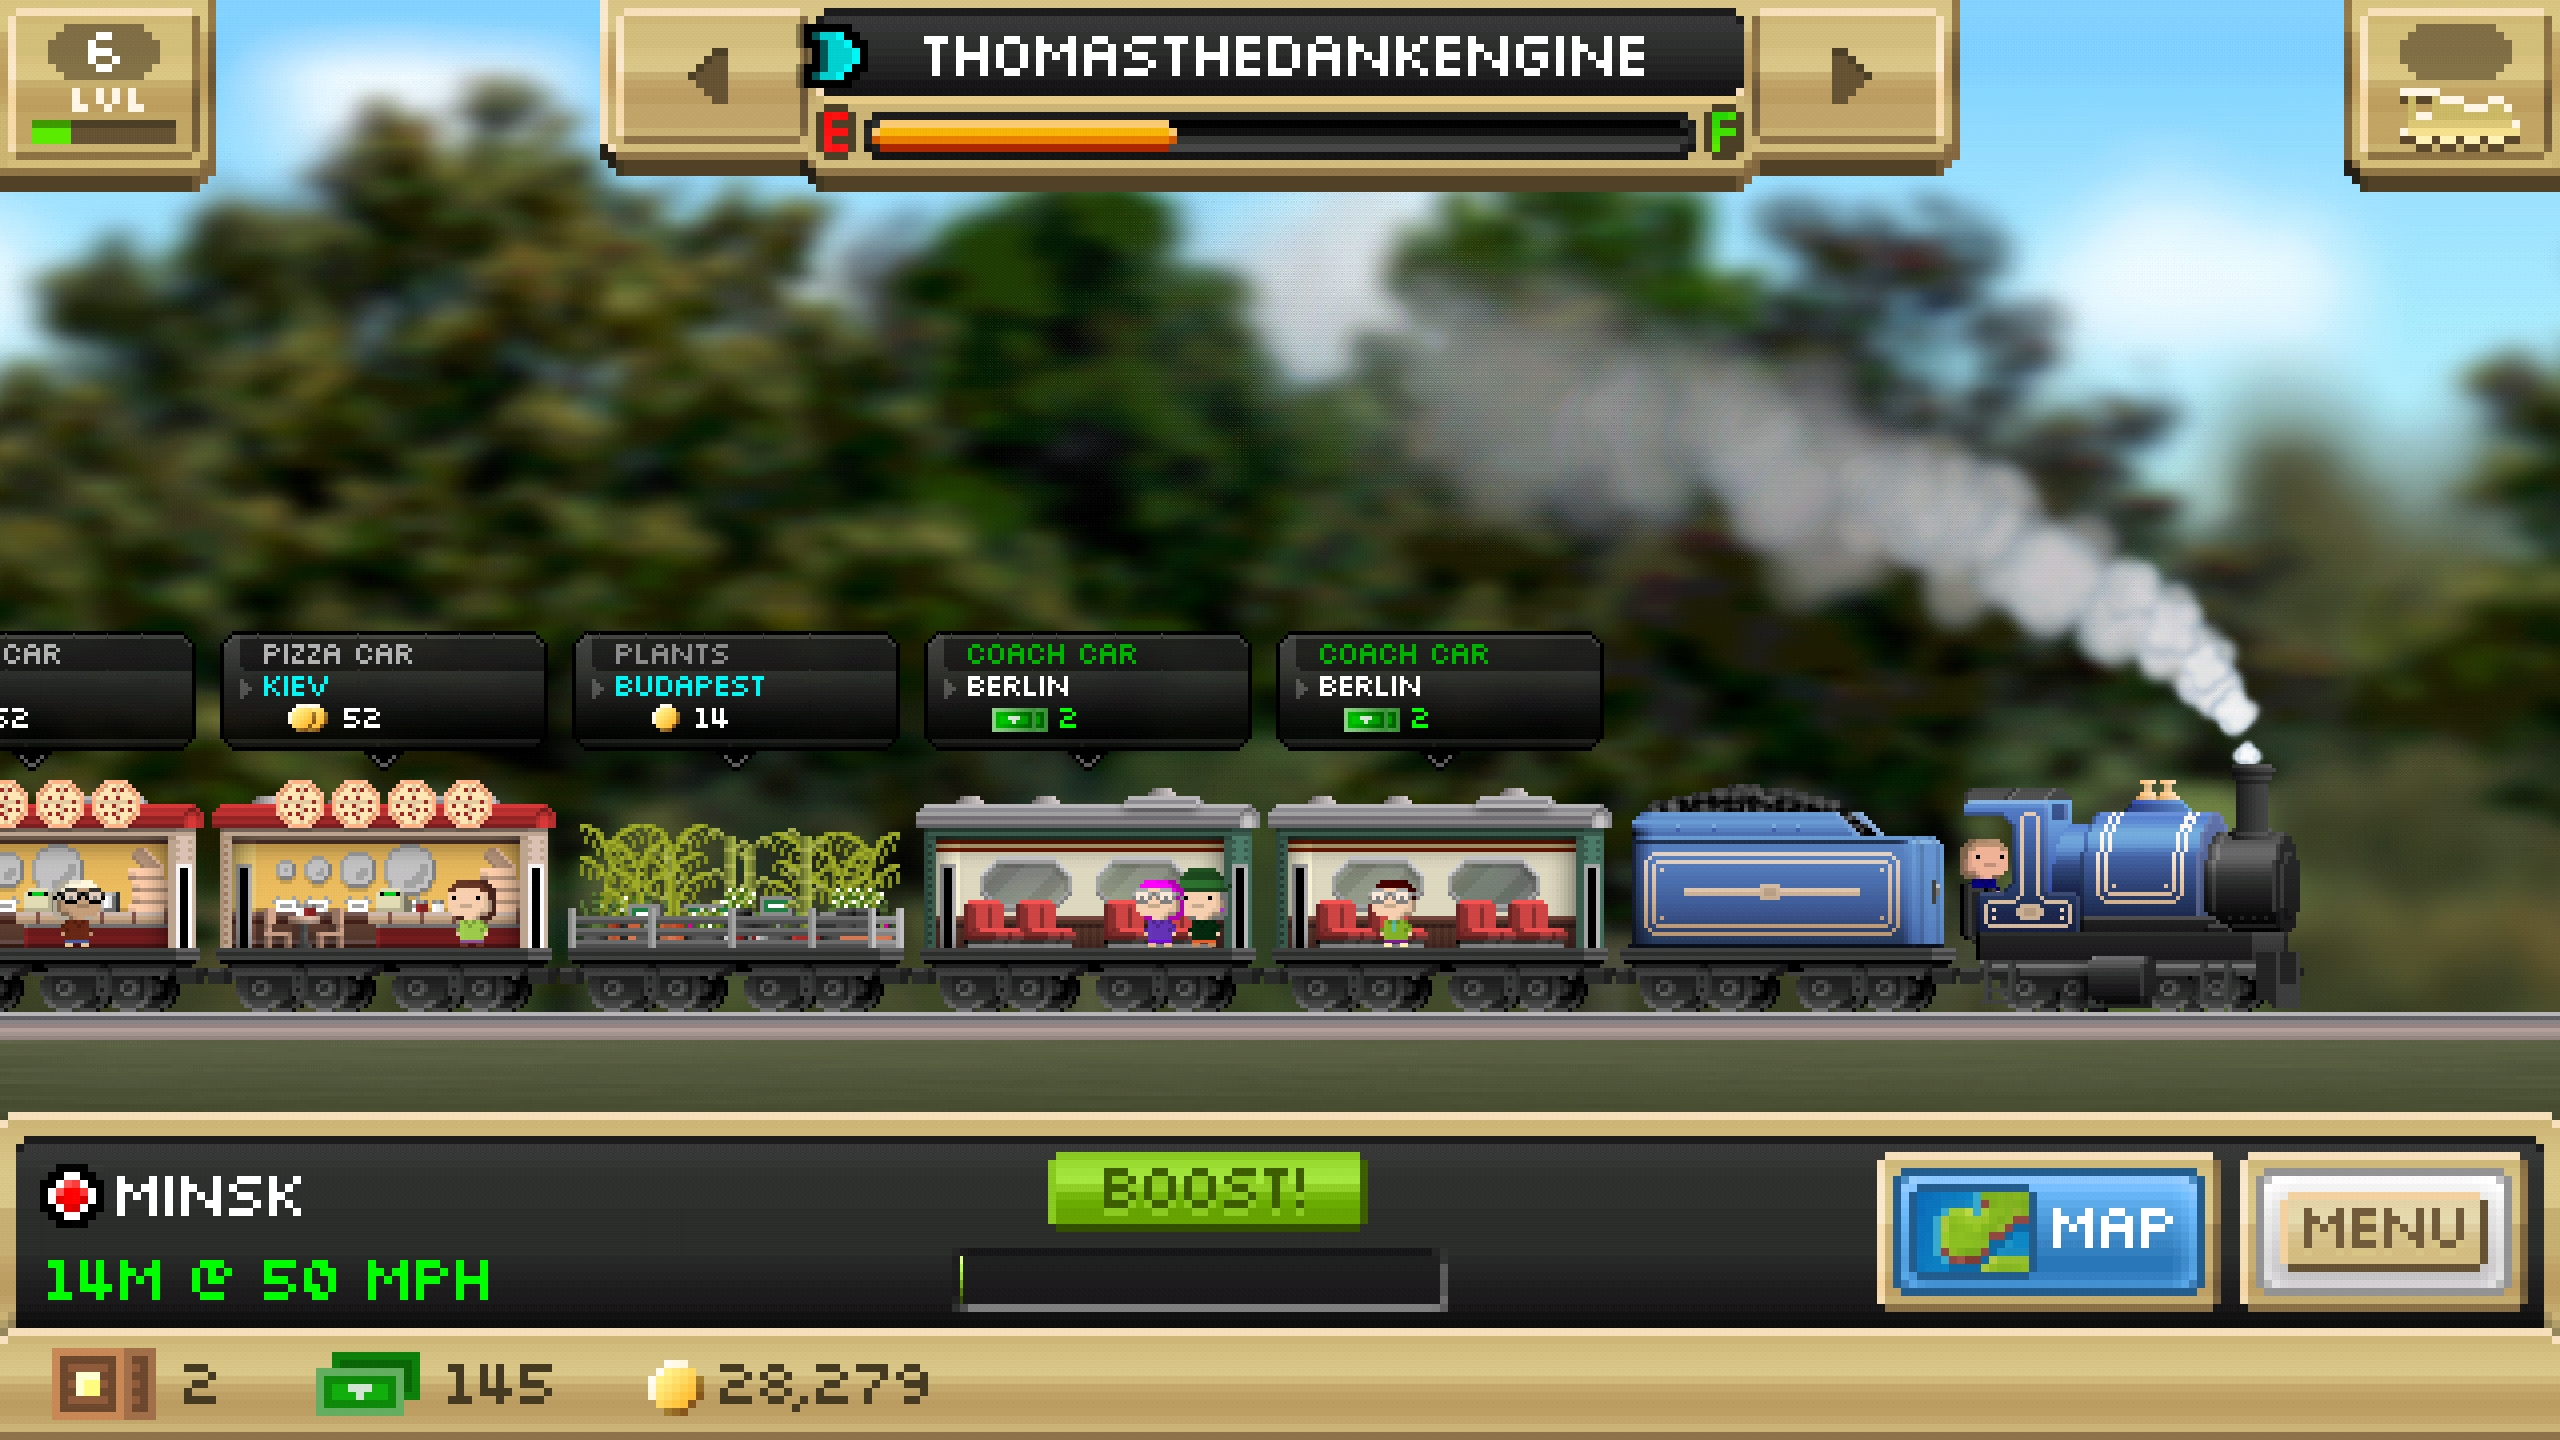 6
LVL
THOMASTHEDANKENGINE
E
F
CAR
52
PIZZA CAR
KIEV
52
PLANTS
BUDAPEST
14
COACH CAR
BERLIN
2
COACH CAR
BERLIN
2
MINSK
14M @ 50 MPH
BOOST!
MAP
MENU
2
145
28,279